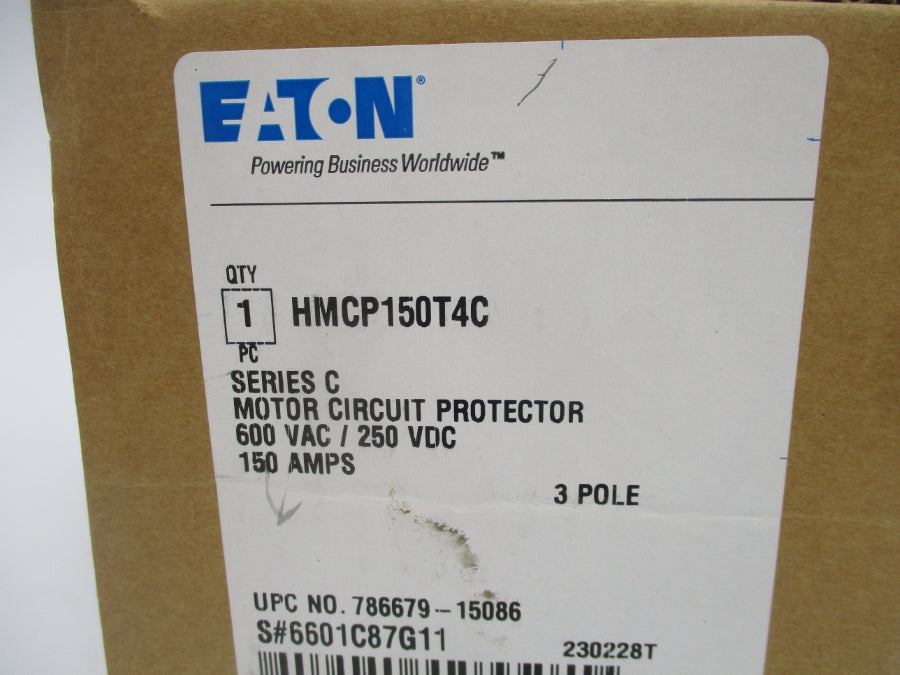 EATON®
Powering Business Worldwide™
QTY
1 HMCP150T4C
PC
SERIES C
MOTOR CIRCUIT PROTECTOR
600 VAC / 250 VDC
150 AMPS
3 POLE
UPC NO. 786679-15086
S#6601C87G11 230228T